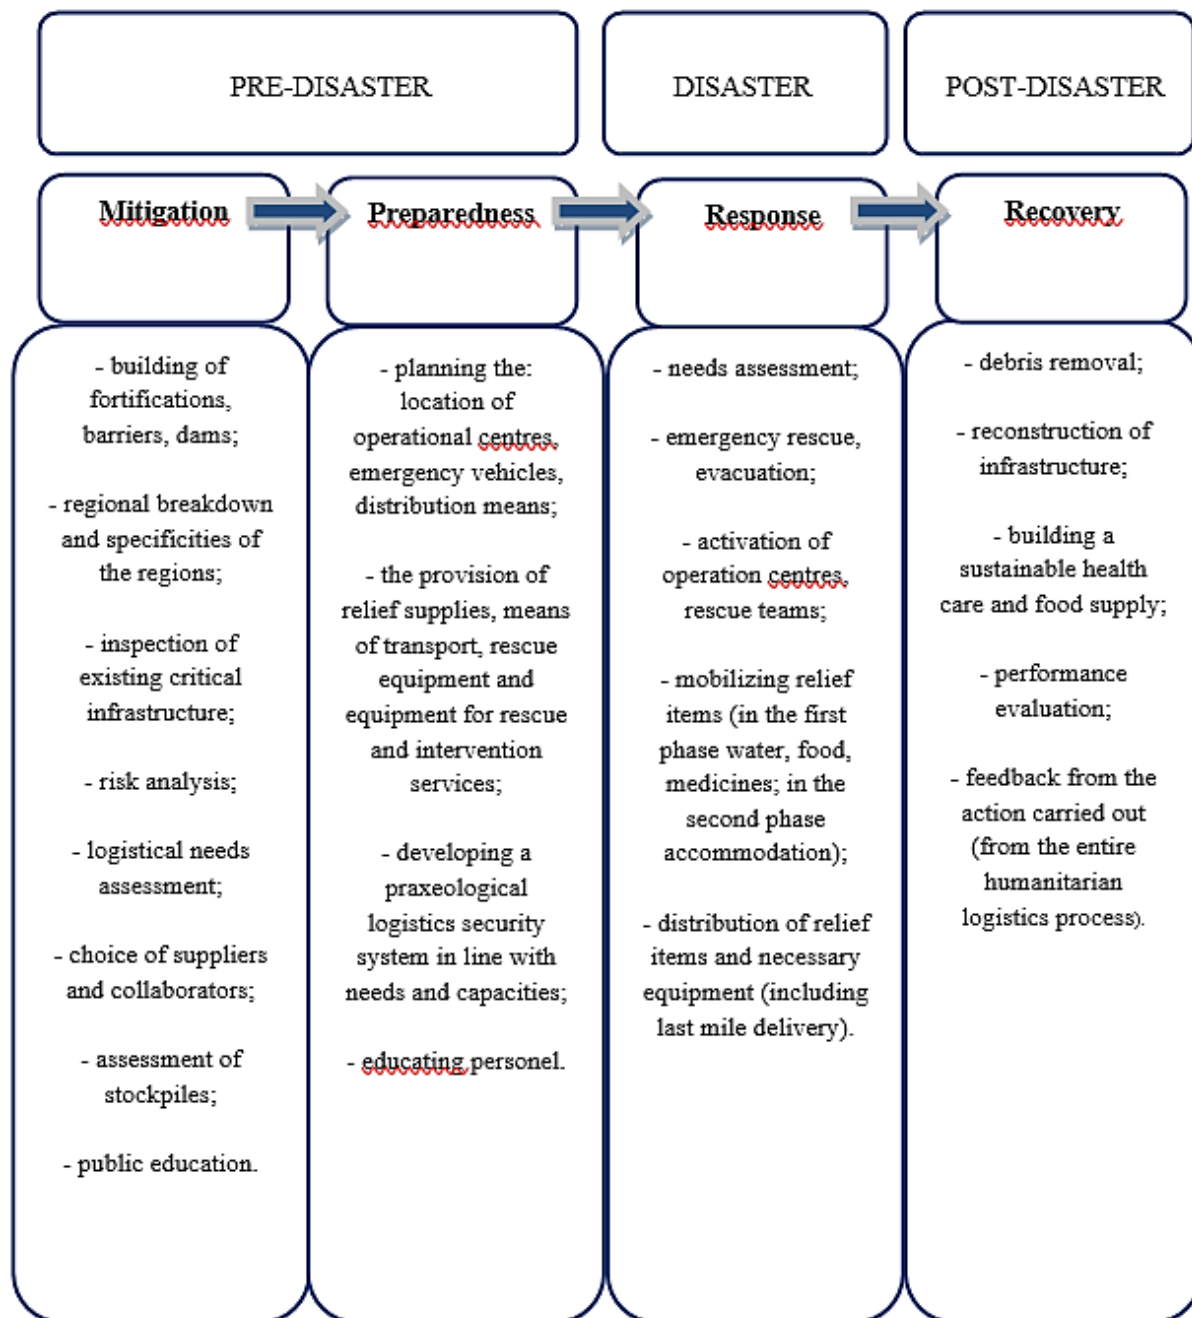 PRE-DISASTER
DISASTER
POST-DISASTER
Mitigation
Preparedness
Response
Recovery
- building of
fortifications,
barriers, dams;
- regional breakdown
and specificities of
the regions;
- inspection of
existing critical
infrastructure;
- risk analysis;
- logistical needs
assessment;
- choice of suppliers
and collaborators;
- assessment of
stockpiles;
- public education.
- planning the:
location of
operational centres,
emergency vehicles,
distribution means;
- the provision of
relief supplies, means
of transport, rescue
equipment and
equipment for rescue
and intervention
services;
- developing a
praxeological
logistics security
system in line with
needs and capacities;
- educating personel.
- needs assessment;
- emergency rescue,
evacuation;
- activation of
operation centres,
rescue teams;
- mobilizing relief
items (in the first
phase water, food,
medicines; in the
second phase
accommodation);
- distribution of relief
items and necessary
equipment (including
last mile delivery).
- debris removal;
- reconstruction of
infrastructure;
- building a
sustainable health
care and food supply;
- performance
evaluation;
- feedback from the
action carried out
(from the entire
humanitarian
logistics process).